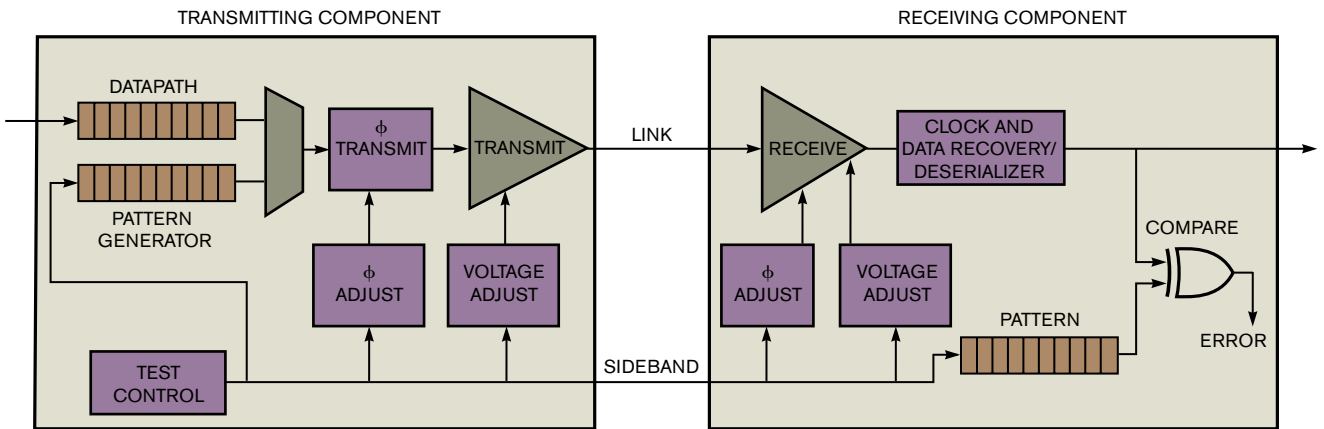 TRANSMITTING COMPONENT
RECEIVING COMPONENT
DATAPATH
PATTERN
GENERATOR
ϕ
TRANSMIT
TRANSMIT
LINK
RECEIVE
CLOCK AND
DATA RECOVERY/
DESERIALIZER
ϕ
ADJUST
VOLTAGE
ADJUST
ϕ
ADJUST
VOLTAGE
ADJUST
COMPARE
PATTERN
ERROR
TEST
CONTROL
SIDEBAND